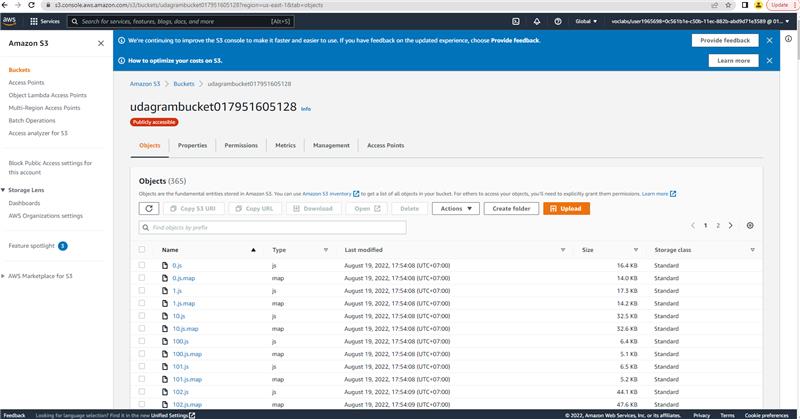 s3.console.aws.amazon.com/s3/buckets/udagrambucket017951605128?region=us-east-1&tab=objects
Update
aws
Services
Search for services, features, blogs, docs, and more
[Alt+S]
Global
voclabs/user1965698=0c561b1e-c50b-11ec-882b-abd9d71e3589 @ 01...
Amazon S3
Buckets
Access Points
Object Lambda Access Points
Multi-Region Access Points
Batch Operations
Access analyzer for S3
Block Public Access settings for
this account
Storage Lens
Dashboards
AWS Organizations settings
Feature spotlight 3
AWS Marketplace for S3
We're continuing to improve the S3 console to make it faster and easier to use. If you have feedback on the updated experience, choose Provide feedback.
Provide feedback
How to optimize your costs on S3.
Learn more
Amazon S3 > Buckets > udagrambucket017951605128
udagrambucket017951605128 Info
Publicly accessible
Objects Properties Permissions Metrics Management Access Points
Objects (365)
Objects are the fundamental entities stored in Amazon S3. You can use Amazon S3 inventory to get a list of all objects in your bucket. For others to access your objects, you'll need to explicitly grant them permissions. Learn more
Copy S3 URI Copy URL Download Open Delete Actions Create folder Upload
Find objects by prefix
1 2
Name Type Last modified Size Storage class
0.js js August 19, 2022, 17:54:08 (UTC+07:00) 16.4 KB Standard
0.js.map map August 19, 2022, 17:54:08 (UTC+07:00) 14.0 KB Standard
1.js js August 19, 2022, 17:54:08 (UTC+07:00) 17.3 KB Standard
1.js.map map August 19, 2022, 17:54:08 (UTC+07:00) 14.2 KB Standard
10.js js August 19, 2022, 17:54:08 (UTC+07:00) 32.5 KB Standard
10.js.map map August 19, 2022, 17:54:08 (UTC+07:00) 32.6 KB Standard
100.js js August 19, 2022, 17:54:08 (UTC+07:00) 6.4 KB Standard
100.js.map map August 19, 2022, 17:54:08 (UTC+07:00) 5.1 KB Standard
101.js js August 19, 2022, 17:54:08 (UTC+07:00) 6.5 KB Standard
101.js.map map August 19, 2022, 17:54:08 (UTC+07:00) 5.2 KB Standard
102.js js August 19, 2022, 17:54:09 (UTC+07:00) 44.1 KB Standard
102.js.map map August 19, 2022, 17:54:09 (UTC+07:00) 47.6 KB Standard
Feedback Looking for language selection? Find it in the new Unified Settings
© 2022, Amazon Web Services, Inc. or its affiliates. Privacy Terms Cookie preferences